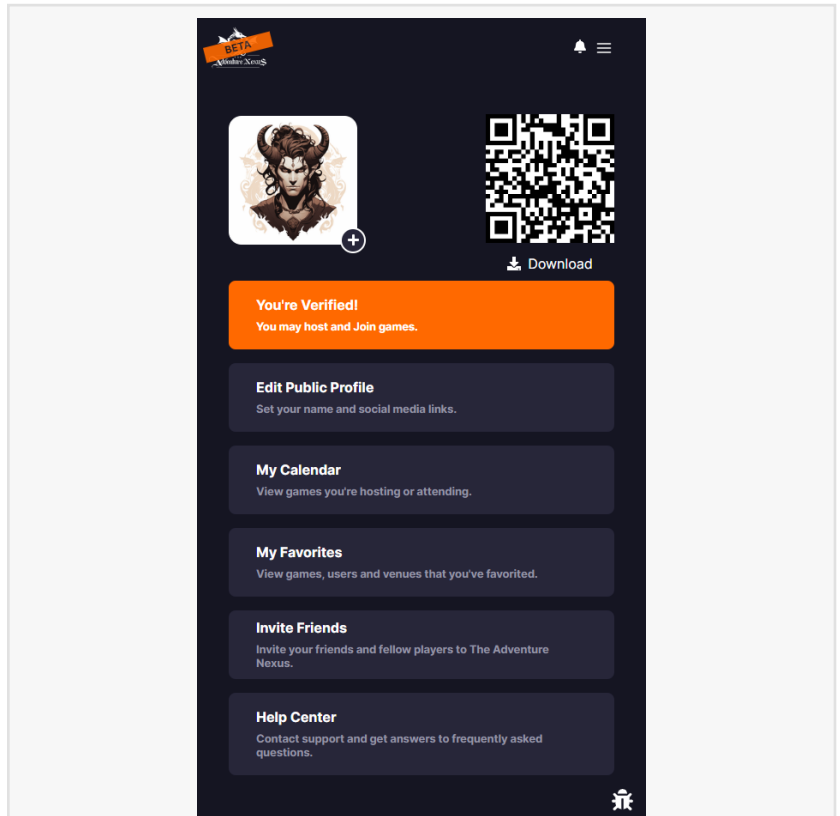 BETA
Adventure Nexus
Download
You're Verified!
You may host and Join games.
Edit Public Profile
Set your name and social media links.
My Calendar
View games you're hosting or attending.
My Favorites
View games, users and venues that you've favorited.
Invite Friends
Invite your friends and fellow players to The Adventure
Nexus.
Help Center
Contact support and get answers to frequently asked
questions.